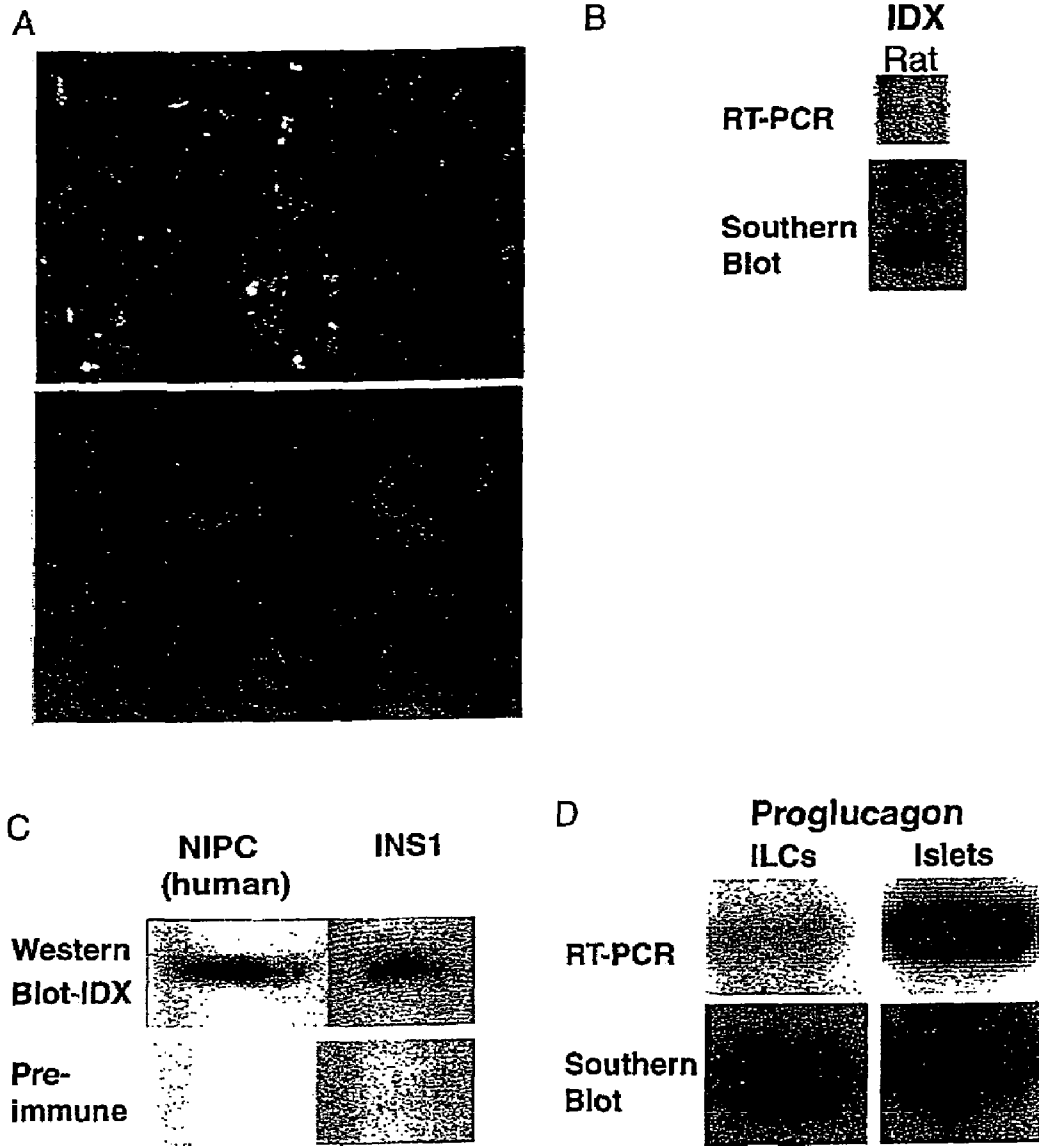 A
B
IDX
Rat
RT-PCR
Southern
Blot
C
NIPC
(human)
INS1
Western
Blot-IDX
Pre-
immune
D
Proglucagon
ILCs
Islets
RT-PCR
Southern
Blot